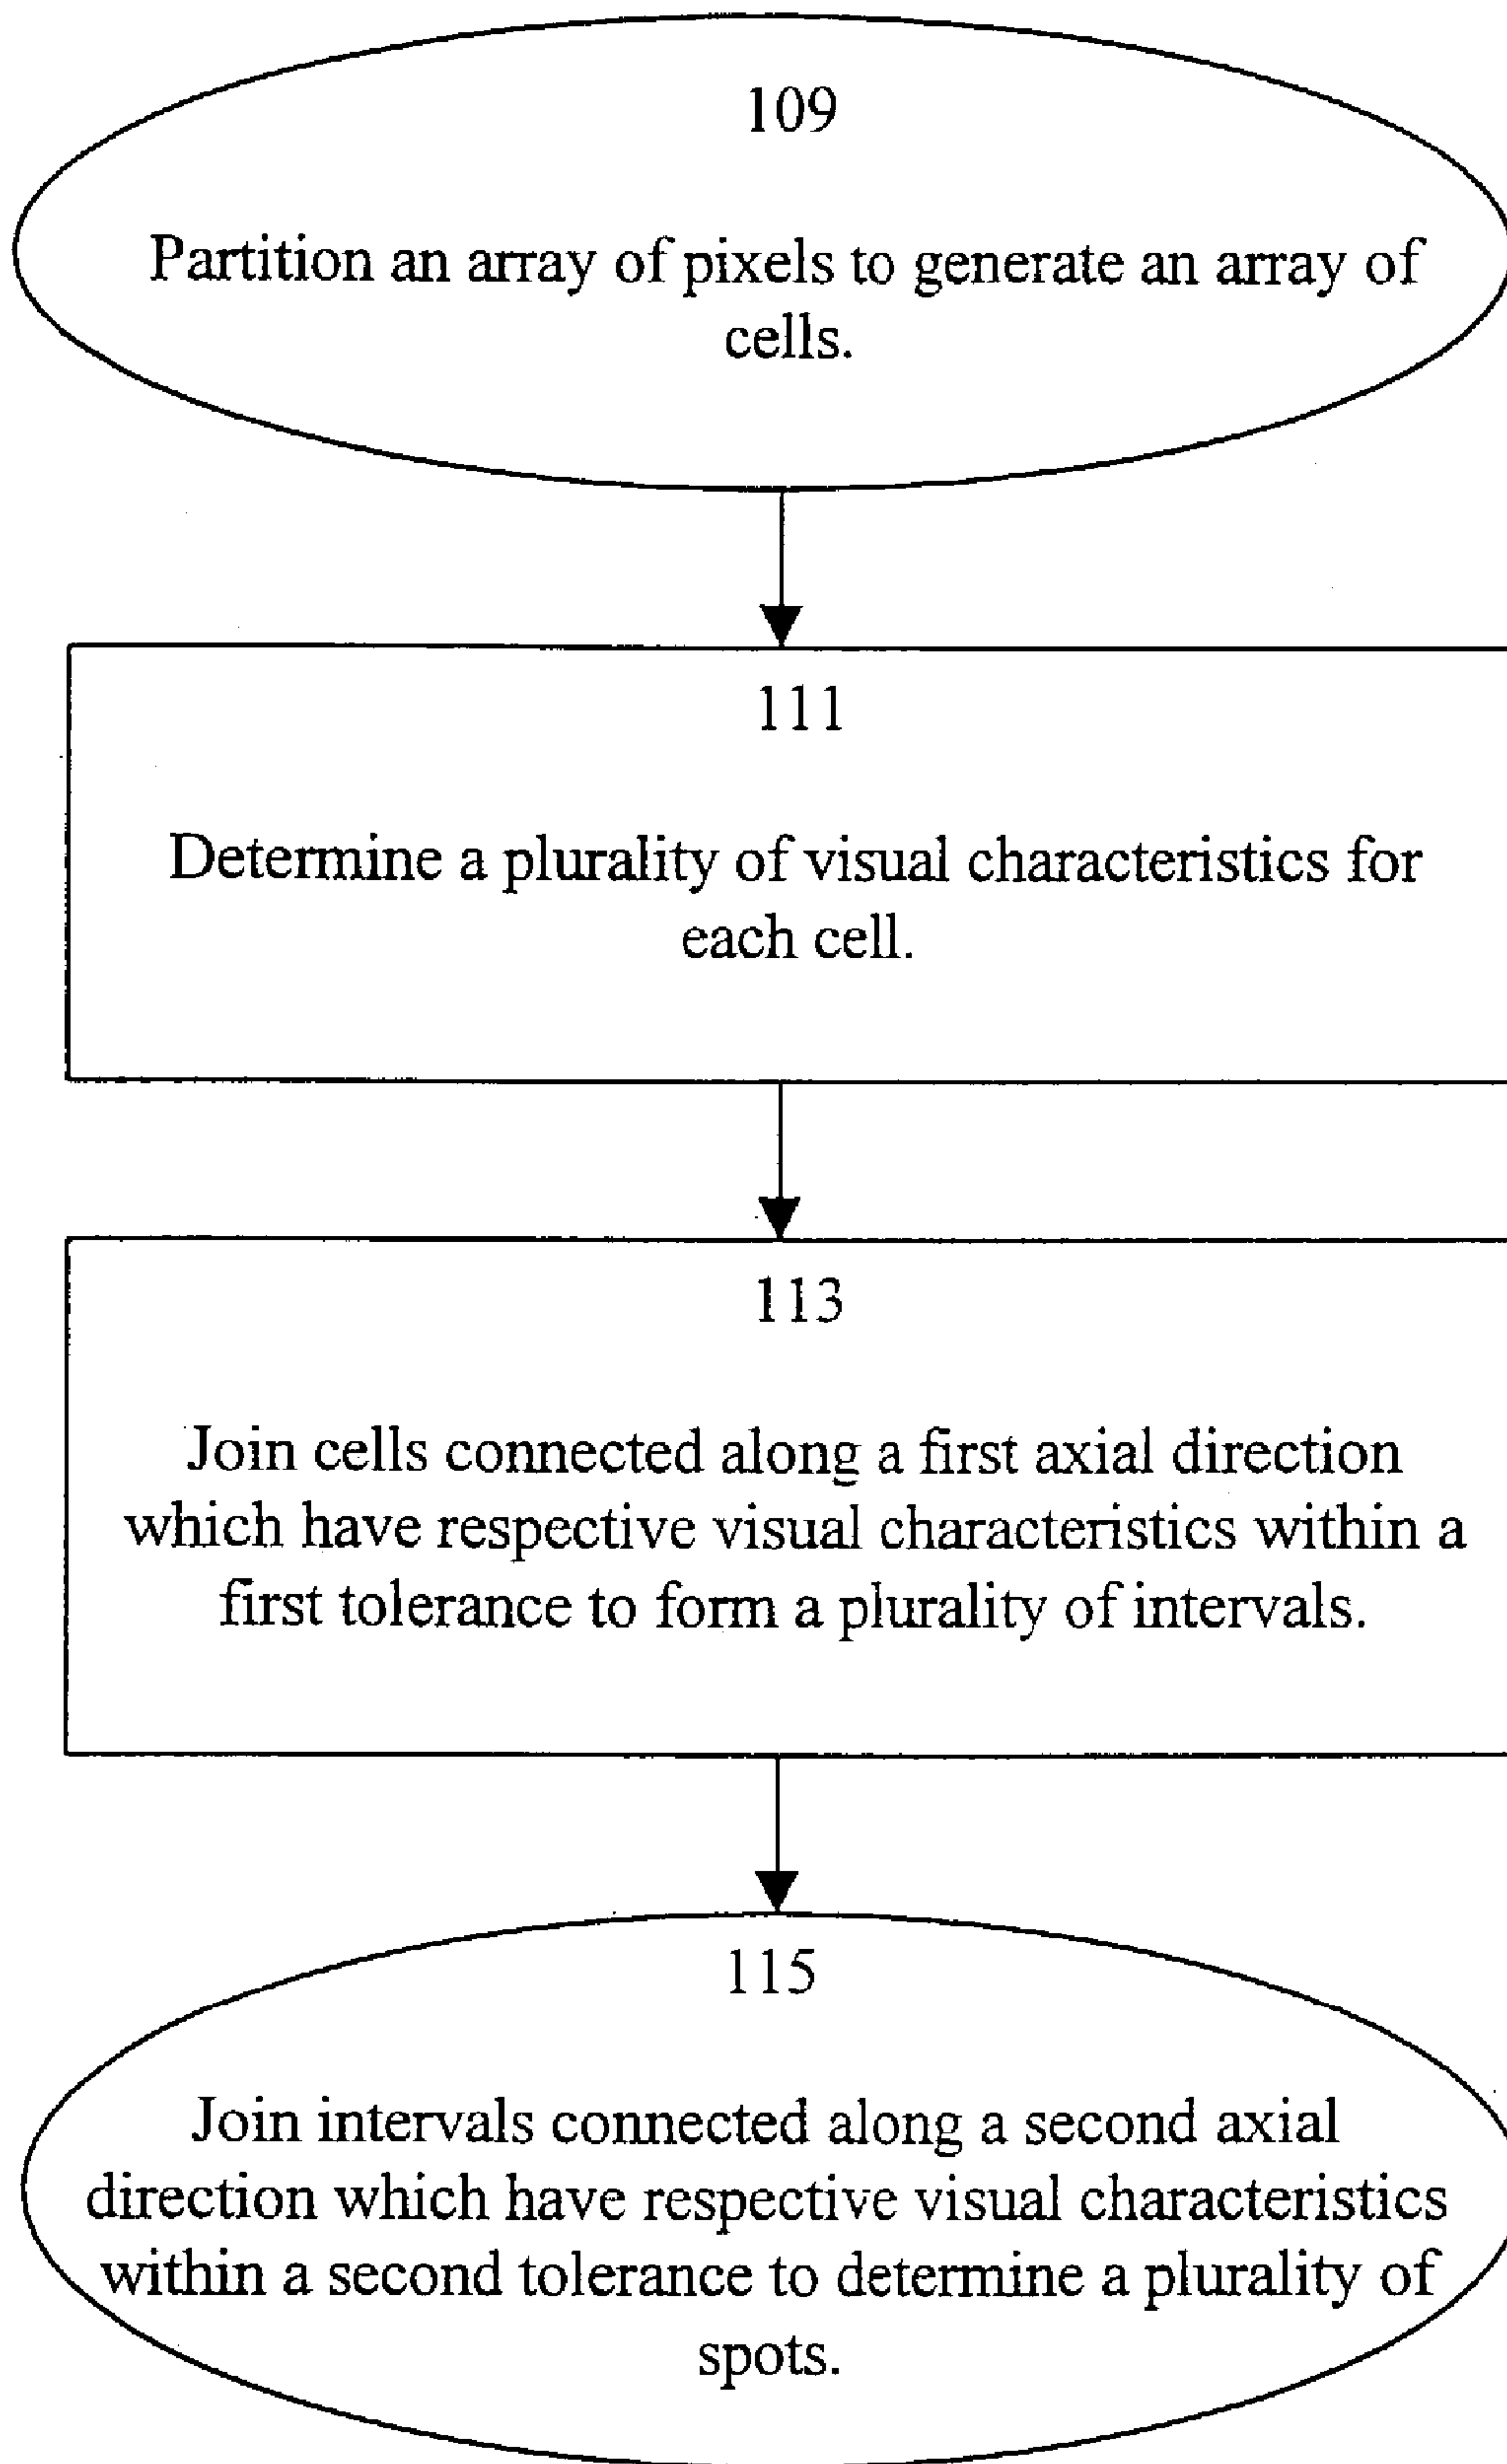 109
Partition an array of pixels to generate an array of
cells.
111
Determine a plurality of visual characteristics for
each cell.
113
Join cells connected along a first axial direction
which have respective visual characteristics within a
first tolerance to form a plurality of intervals.
115
Join intervals connected along a second axial
direction which have respective visual characteristics
within a second tolerance to determine a plurality of
spots.